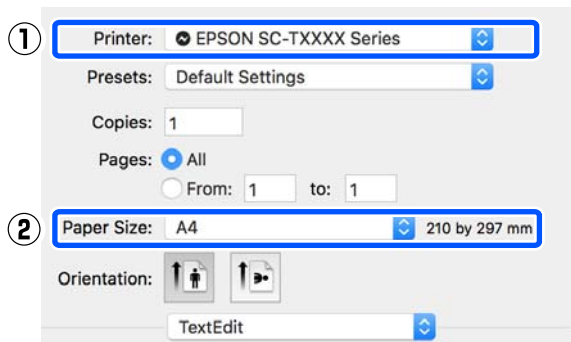 ① Printer: EPSON SC-TXXXX Series
Presets: Default Settings
Copies: 1
Pages: All
From: 1 to: 1
② Paper Size: A4 210 by 297 mm
Orientation:
TextEdit